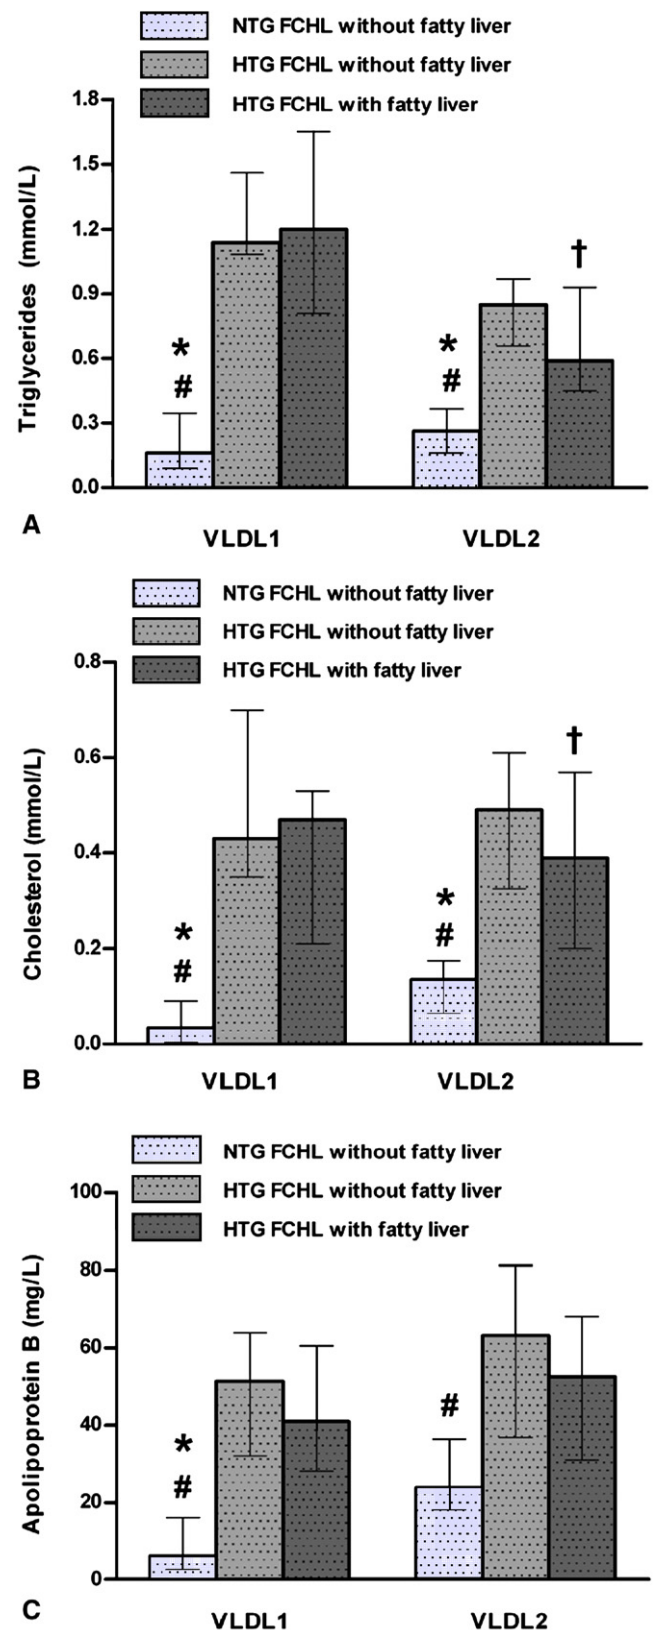 NTG FCHL without fatty liver
HTG FCHL without fatty liver
HTG FCHL with fatty liver
Triglycerides (mmol/L)
1.8
1.5
1.2
0.9
0.6
0.3
0.0
*
#
*
#
†
VLDL1 VLDL2
A
NTG FCHL without fatty liver
HTG FCHL without fatty liver
HTG FCHL with fatty liver
Cholesterol (mmol/L)
0.8
0.6
0.4
0.2
0.0
*
#
*
#
†
VLDL1 VLDL2
B
NTG FCHL without fatty liver
HTG FCHL without fatty liver
HTG FCHL with fatty liver
Apolipoprotein B (mg/L)
100
80
60
40
20
0
*
#
#
VLDL1 VLDL2
C